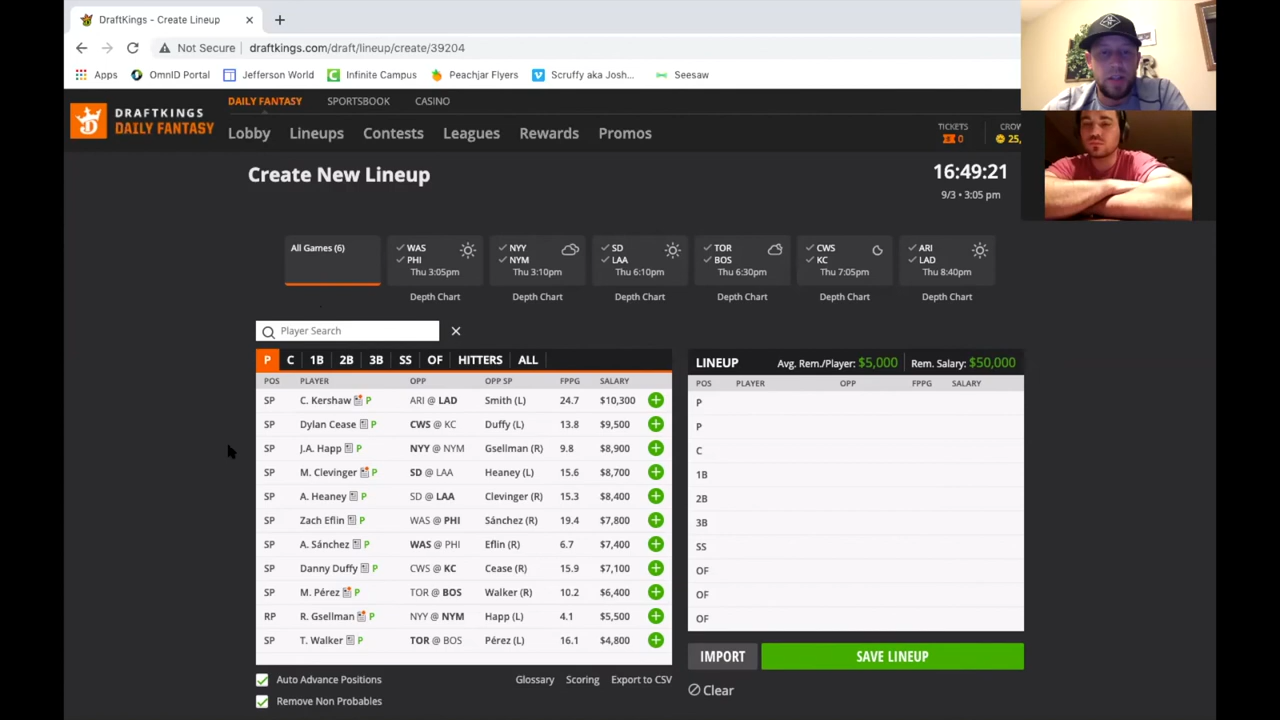 DraftKings - Create Lineup
Not Secure draftkings.com/draft/lineup/create/39204
Apps OmniID Portal Jefferson World Infinite Campus Peachjar Flyers Scruffy aka Josh... Seesaw
DRAFTKINGS
DAILY FANTASY
DAILY FANTASY SPORTSBOOK CASINO
Lobby Lineups Contests Leagues Rewards Promos
TICKETS CROW
0 25,
Create New Lineup
16:49:21
9/3 • 3:05 pm
All Games (6)
WAS
PHI
Thu 3:05pm
Depth Chart
NYY
NYM
Thu 3:10pm
Depth Chart
SD
LAA
Thu 6:10pm
Depth Chart
TOR
BOS
Thu 6:30pm
Depth Chart
CWS
KC
Thu 7:05pm
Depth Chart
ARI
LAD
Thu 8:40pm
Depth Chart
Player Search
P C 1B 2B 3B SS OF HITTERS ALL
POS PLAYER OPP OPP SP FPPG SALARY
SP C. Kershaw P ARI @ LAD Smith (L) 24.7 $10,300
SP Dylan Cease P CWS @ KC Duffy (L) 13.8 $9,500
SP J.A. Happ P NYY @ NYM Gsellman (R) 9.8 $8,900
SP M. Clevinger P SD @ LAA Heaney (L) 15.6 $8,700
SP A. Heaney P SD @ LAA Clevinger (R) 15.3 $8,400
SP Zach Eflin P WAS @ PHI Sánchez (R) 19.4 $7,800
SP A. Sánchez P WAS @ PHI Eflin (R) 6.7 $7,400
SP Danny Duffy P CWS @ KC Cease (R) 15.9 $7,100
SP M. Pérez P TOR @ BOS Walker (R) 10.2 $6,400
RP R. Gsellman P NYY @ NYM Happ (L) 4.1 $5,500
SP T. Walker P TOR @ BOS Pérez (L) 16.1 $4,800
Auto Advance Positions Glossary Scoring Export to CSV
Remove Non Probables
LINEUP Avg. Rem./Player: $5,000 Rem. Salary: $50,000
POS PLAYER OPP FPPG SALARY
P
P
C
1B
2B
3B
SS
OF
OF
OF
IMPORT SAVE LINEUP
Clear